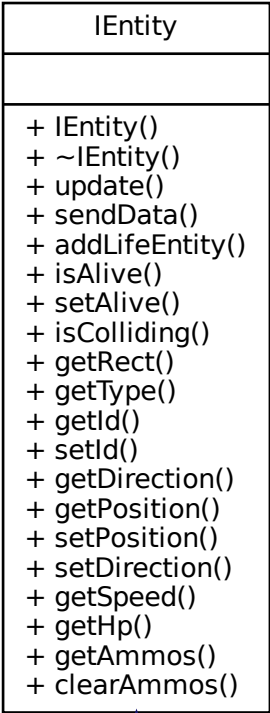 IEntity
+ IEntity()
+ ~IEntity()
+ update()
+ sendData()
+ addLifeEntity()
+ isAlive()
+ setAlive()
+ isColliding()
+ getRect()
+ getType()
+ getId()
+ setId()
+ getDirection()
+ getPosition()
+ setPosition()
+ setDirection()
+ getSpeed()
+ getHp()
+ getAmmos()
+ clearAmmos()